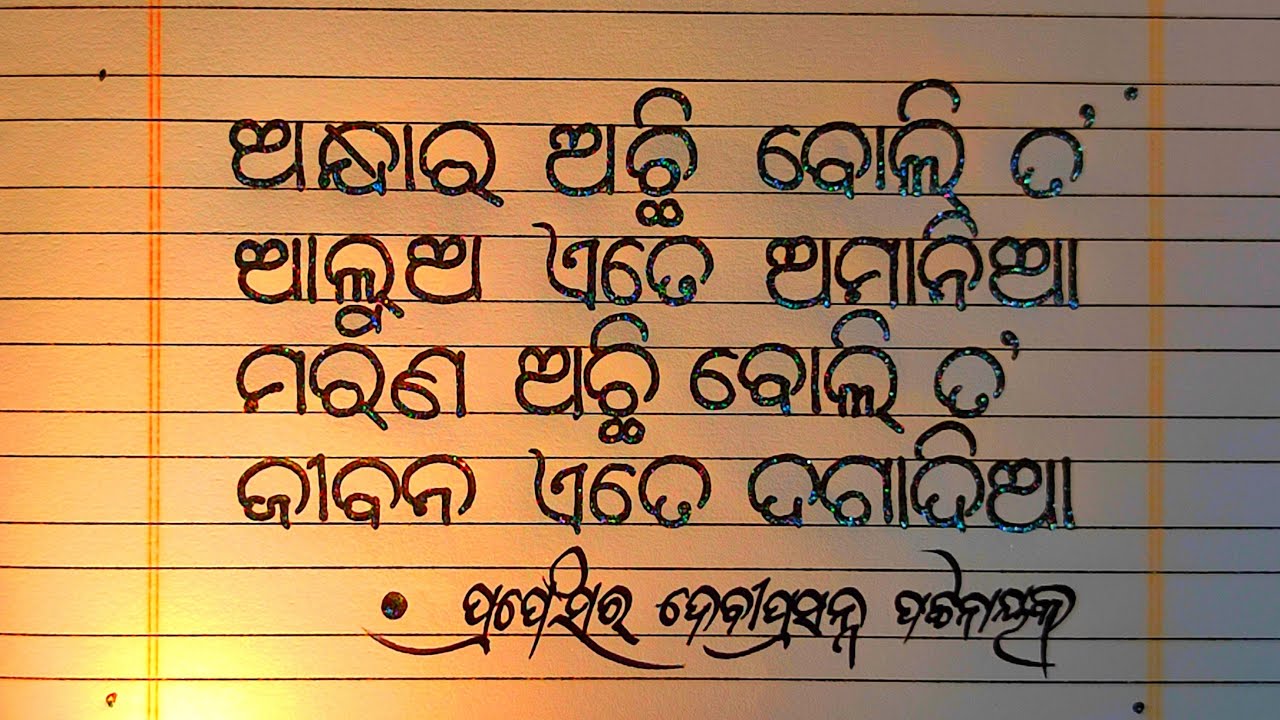 ଅନ୍ଧାର ଅଛି ବୋଲି ତ'
ଆଲୁଅ ଏତେ ଅମାନିଆ
ମରଣ ଅଛି ବୋଲି ତ'
ଜୀବନ ଏତେ ଦଗାଦିଆ
• ପ୍ରଫେସର ଦେବୀପ୍ରସନ୍ନ ପଟ୍ଟନାୟକ